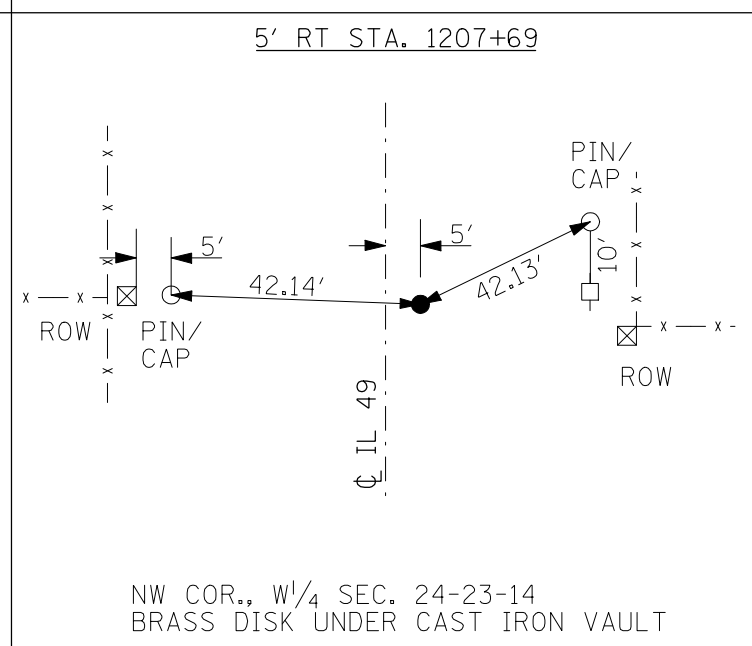 5' RT STA. 1207+69
PIN/
CAP
5'
5'
42.14'
42.13'
10'
x
x
x
x
x
x
x
x
x
x
x
x
x
ROW
PIN/
CAP
ROW
℄ IL 49
NW COR., W 1/4 SEC. 24-23-14
BRASS DISK UNDER CAST IRON VAULT